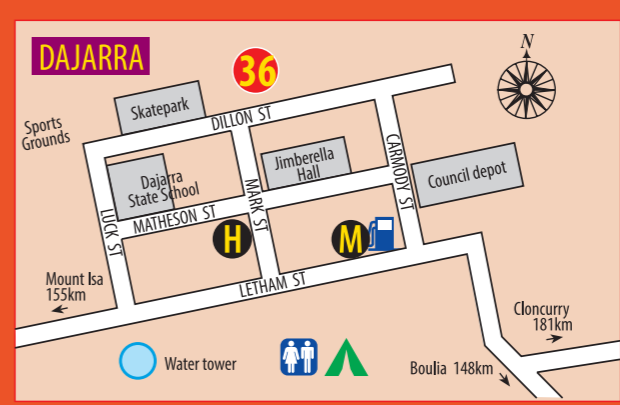 DAJARRA
36
N
Skatepark
Sports
Grounds
DILLON ST
Jimberella
Hall
CARMODY ST
Council depot
Dajarra
State School
MARK ST
MATHESON ST
LUCK ST
H
M
LETHAM ST
Mount Isa
155km
Cloncurry
181km
Water tower
Boulia 148km